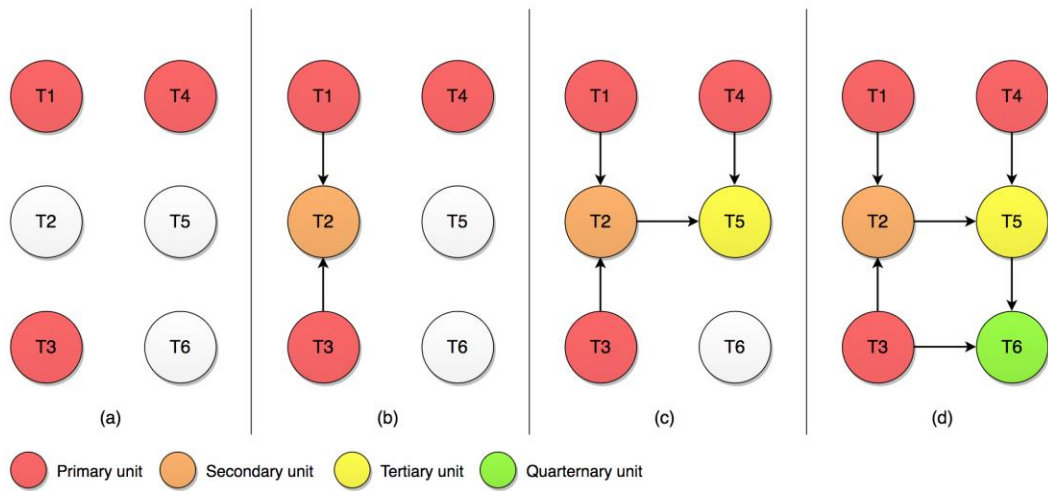 T1 T4 T1 T4 T1 T4 T1 T4
T2 T5 T2 T5 T2 T5 T2 T5
T3 T6 T3 T6 T3 T6 T3 T6
(a) (b) (c) (d)
Primary unit Secondary unit Tertiary unit Quarternary unit